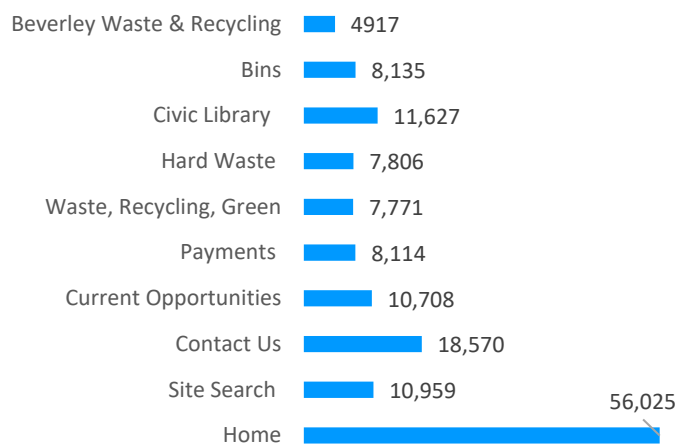 Beverley Waste & Recycling 4917
Bins 8,135
Civic Library 11,627
Hard Waste 7,806
Waste, Recycling, Green 7,771
Payments 8,114
Current Opportunities 10,708
Contact Us 18,570
Site Search 10,959
Home 56,025